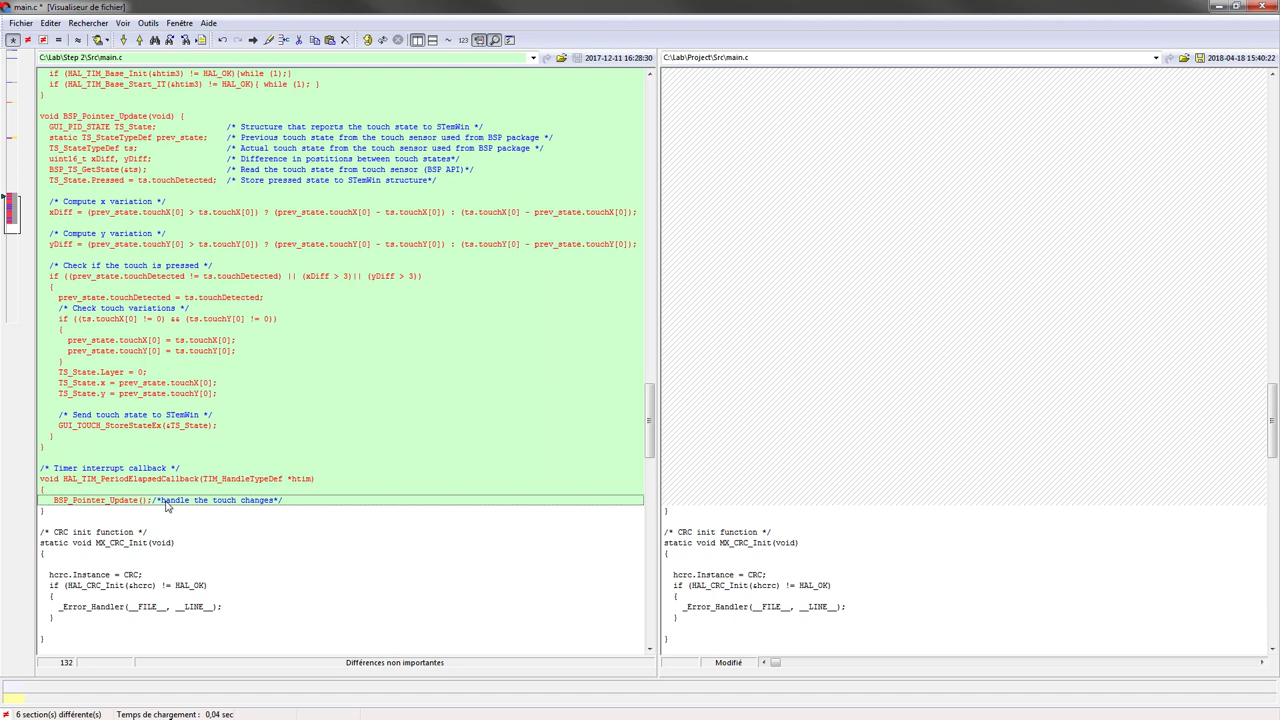 main.c * [Visualiseur de fichier]
Fichier Editer Rechercher Voir Outils Fenêtre Aide
C:\Lab\Step 2\Src\main.c 2017-12-11 16:28:30 C:\Lab\Project\Src\main.c 2018-04-18 15:40:22
if (HAL_TIM_Base_Init(&htim3) != HAL_OK){while (1);}
if (HAL_TIM_Base_Start_IT(&htim3) != HAL_OK){ while (1); }
}
void BSP_Pointer_Update(void) {
GUI_PID_STATE TS_State; /* Structure that reports the touch state to STemWin */
static TS_StateTypeDef prev_state; /* Previous touch state from the touch sensor used from BSP package */
TS_StateTypeDef ts; /* Actual touch state from the touch sensor used from BSP package */
uint16_t xDiff, yDiff; /* Difference in positions between touch states*/
BSP_TS_GetState(&ts); /* Read the touch state from touch sensor (BSP API)*/
TS_State.Pressed = ts.touchDetected; /* Store pressed state to STemWin structure*/
/* Compute x variation */
xDiff = (prev_state.touchX[0] > ts.touchX[0]) ? (prev_state.touchX[0] - ts.touchX[0]) : (ts.touchX[0] - prev_state.touchX[0]);
/* Compute y variation */
yDiff = (prev_state.touchY[0] > ts.touchY[0]) ? (prev_state.touchY[0] - ts.touchY[0]) : (ts.touchY[0] - prev_state.touchY[0]);
/* Check if the touch is pressed */
if ((prev_state.touchDetected != ts.touchDetected) || (xDiff > 3)|| (yDiff > 3))
{
prev_state.touchDetected = ts.touchDetected;
/* Check touch variations */
if ((ts.touchX[0] != 0) && (ts.touchY[0] != 0))
{
prev_state.touchX[0] = ts.touchX[0];
prev_state.touchY[0] = ts.touchY[0];
}
TS_State.Layer = 0;
TS_State.x = prev_state.touchX[0];
TS_State.y = prev_state.touchY[0];
/* Send touch state to STemWin */
GUI_TOUCH_StoreStateEx(&TS_State);
}
}
/* Timer interrupt callback */
void HAL_TIM_PeriodElapsedCallback(TIM_HandleTypeDef *htim)
{
BSP_Pointer_Update();/*handle the touch changes*/
} }
/* CRC init function */ /* CRC init function */
static void MX_CRC_Init(void) static void MX_CRC_Init(void)
{ {
hcrc.Instance = CRC; hcrc.Instance = CRC;
if (HAL_CRC_Init(&hcrc) != HAL_OK) if (HAL_CRC_Init(&hcrc) != HAL_OK)
{ {
_Error_Handler(__FILE__, __LINE__); _Error_Handler(__FILE__, __LINE__);
} }
} }
132 Différences non importantes Modifié
6 section(s) différente(s) Temps de chargement : 0,04 sec